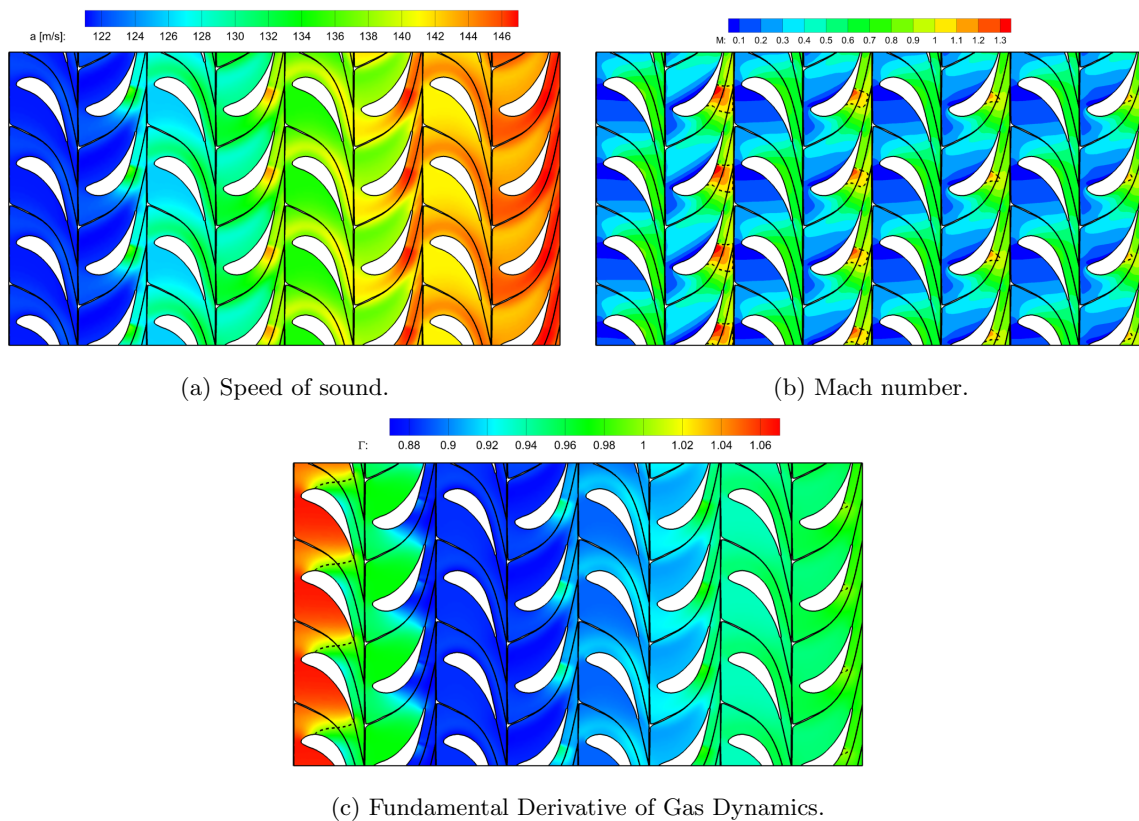 a [m/s]: 122 124 126 128 130 132 134 136 138 140 142 144 146
M: 0.1 0.2 0.3 0.4 0.5 0.6 0.7 0.8 0.9 1 1.1 1.2 1.3
(a) Speed of sound.
(b) Mach number.
Γ: 0.88 0.9 0.92 0.94 0.96 0.98 1 1.02 1.04 1.06
(c) Fundamental Derivative of Gas Dynamics.